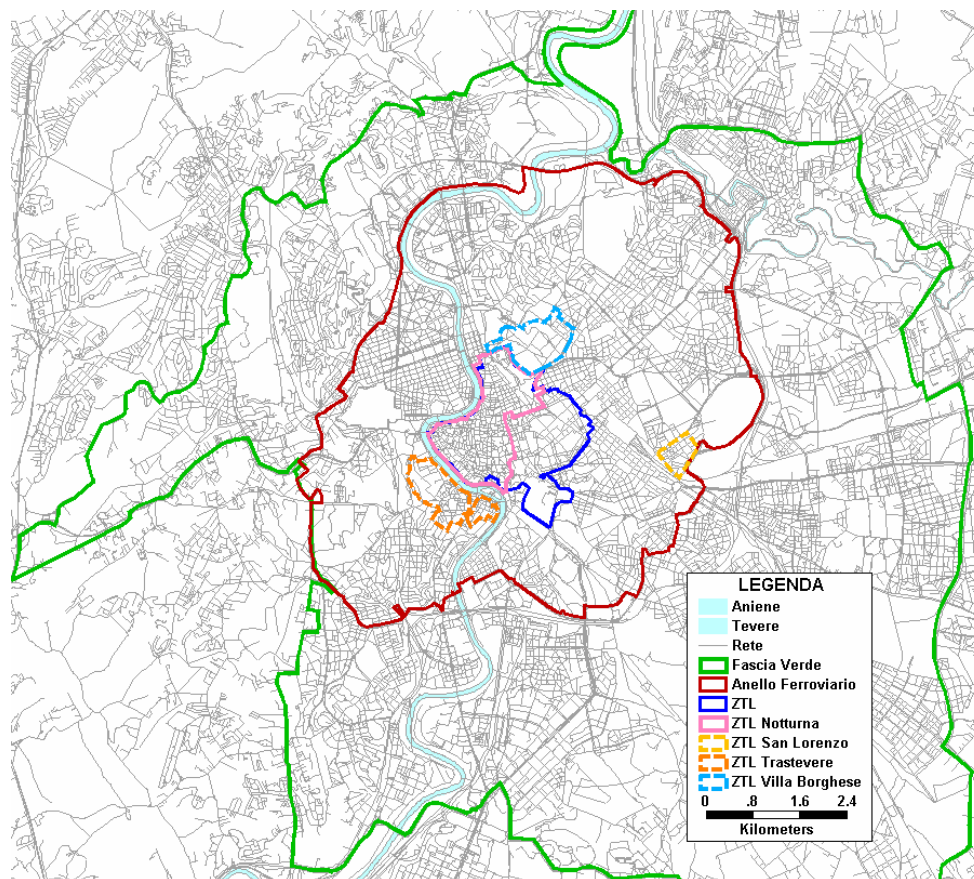 LEGENDA
Aniene
Tevere
Rete
Fascia Verde
Anello Ferroviario
ZTL
ZTL Notturna
ZTL San Lorenzo
ZTL Trastevere
ZTL Villa Borghese
0 .8 1.6 2.4
Kilometers